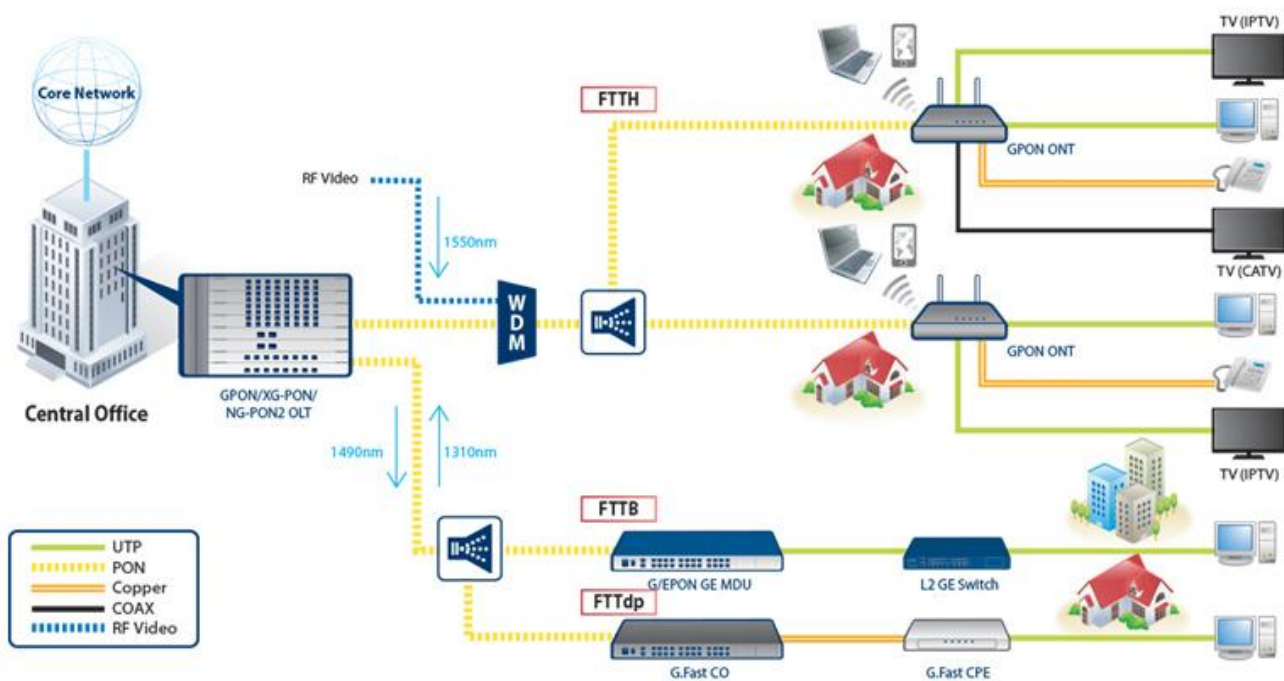 TV (IPTV)
Core Network
FTTH
GPON ONT
RF Video
1550nm
TV (CATV)
WDM
GPON ONT
GPON/XG-PON/
NG-PON2 OLT
Central Office
1490nm
1310nm
TV (IPTV)
FTTB
UTP
PON
Copper
COAX
RF Video
G/EPON GE MDU
L2 GE Switch
FTTdp
G.Fast CO
G.Fast CPE